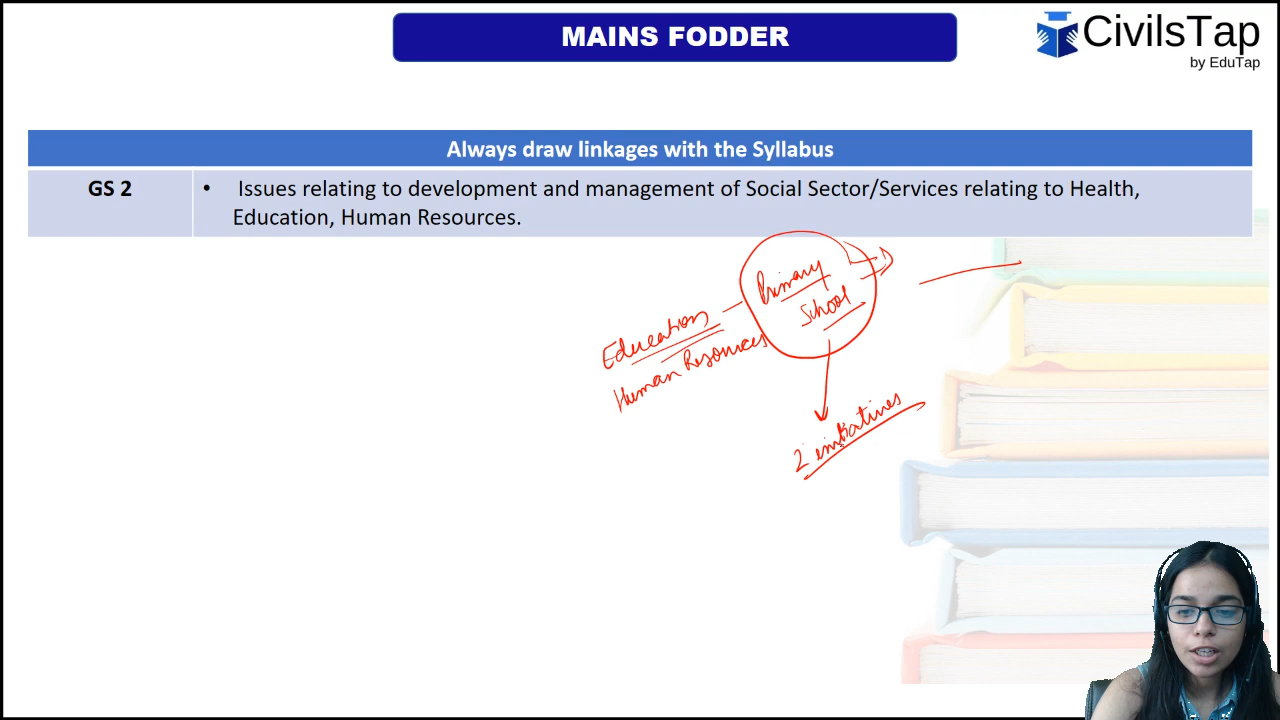 MAINS FODDER
CivilsTap
by EduTap
Always draw linkages with the Syllabus
GS 2
• Issues relating to development and management of Social Sector/Services relating to Health,
Education, Human Resources.
Primary
School
Education
Human Resources
2